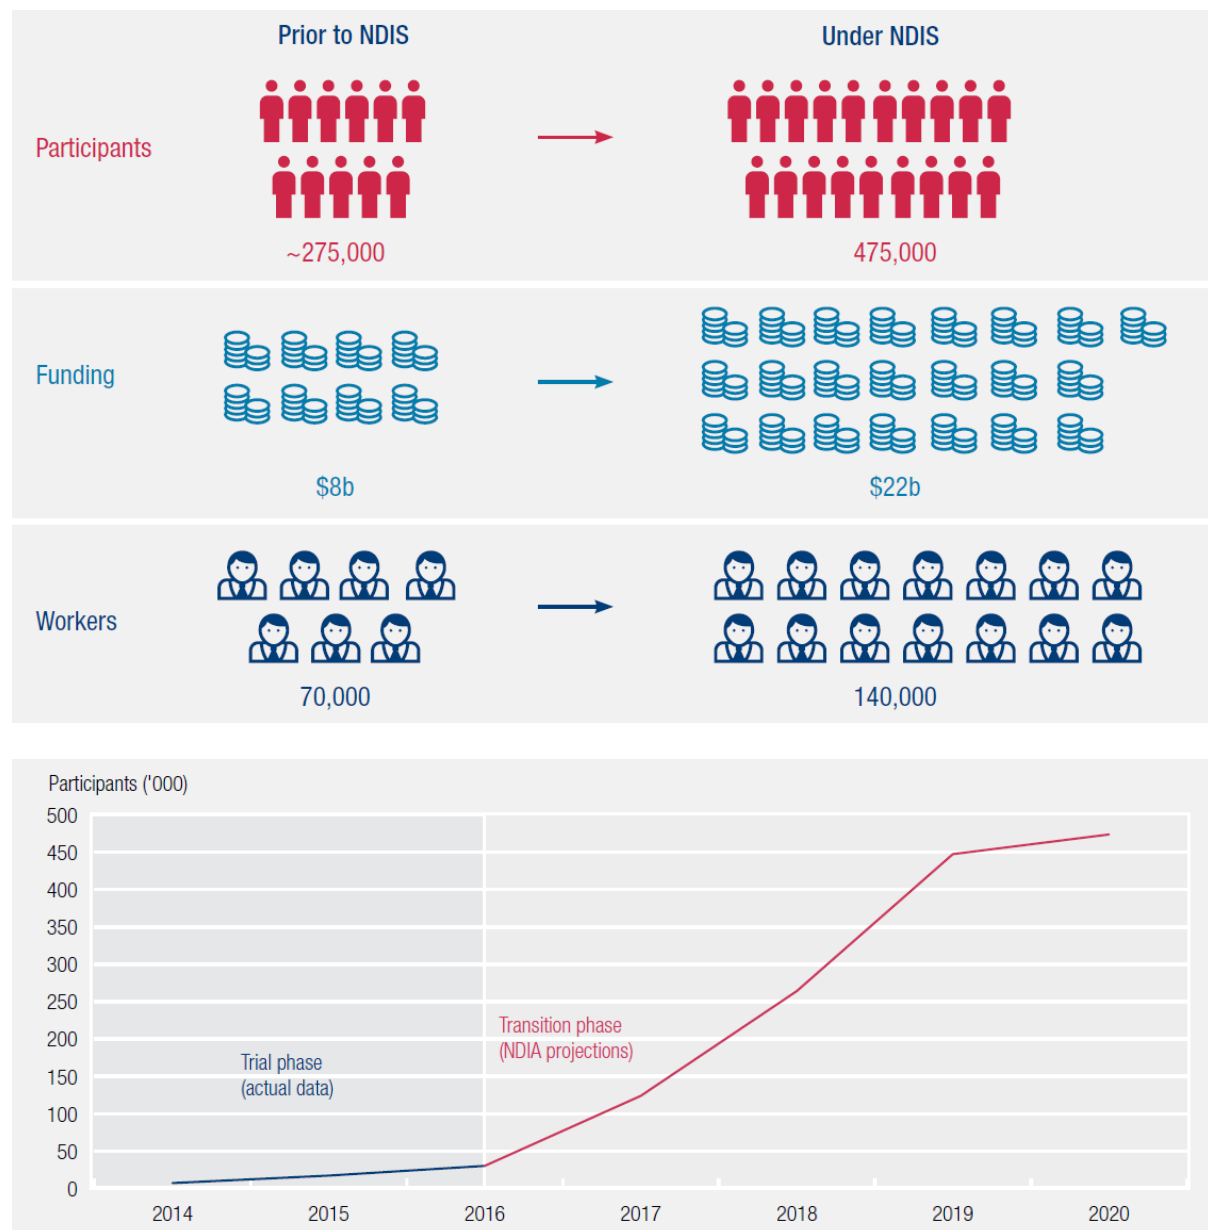 Prior to NDIS
Under NDIS
Participants
~275,000
475,000
Funding
$8b
$22b
Workers
70,000
140,000
Participants ('000)
500
450
400
350
300
250
200
150
100
50
0
Transition phase
(NDIA projections)
Trial phase
(actual data)
2014
2015
2016
2017
2018
2019
2020